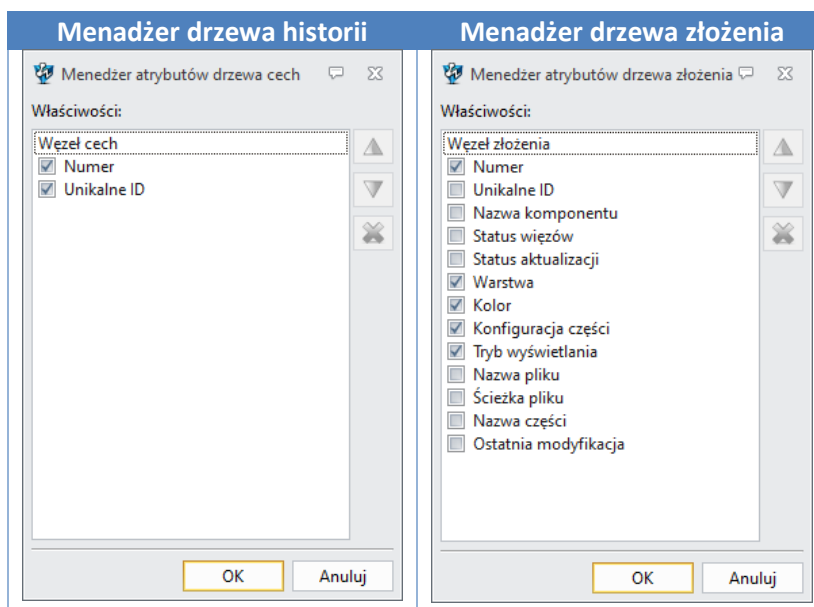 Menadżer drzewa historii
Menedżer atrybutów drzewa cech
Właściwości:
Węzeł cech
Numer
Unikalne ID
OK Anuluj
Menadżer drzewa złożenia
Menedżer atrybutów drzewa złożenia
Właściwości:
Węzeł złożenia
Numer
Unikalne ID
Nazwa komponentu
Status więzów
Status aktualizacji
Warstwa
Kolor
Konfiguracja części
Tryb wyświetlania
Nazwa pliku
Ścieżka pliku
Nazwa części
Ostatnia modyfikacja
OK Anuluj